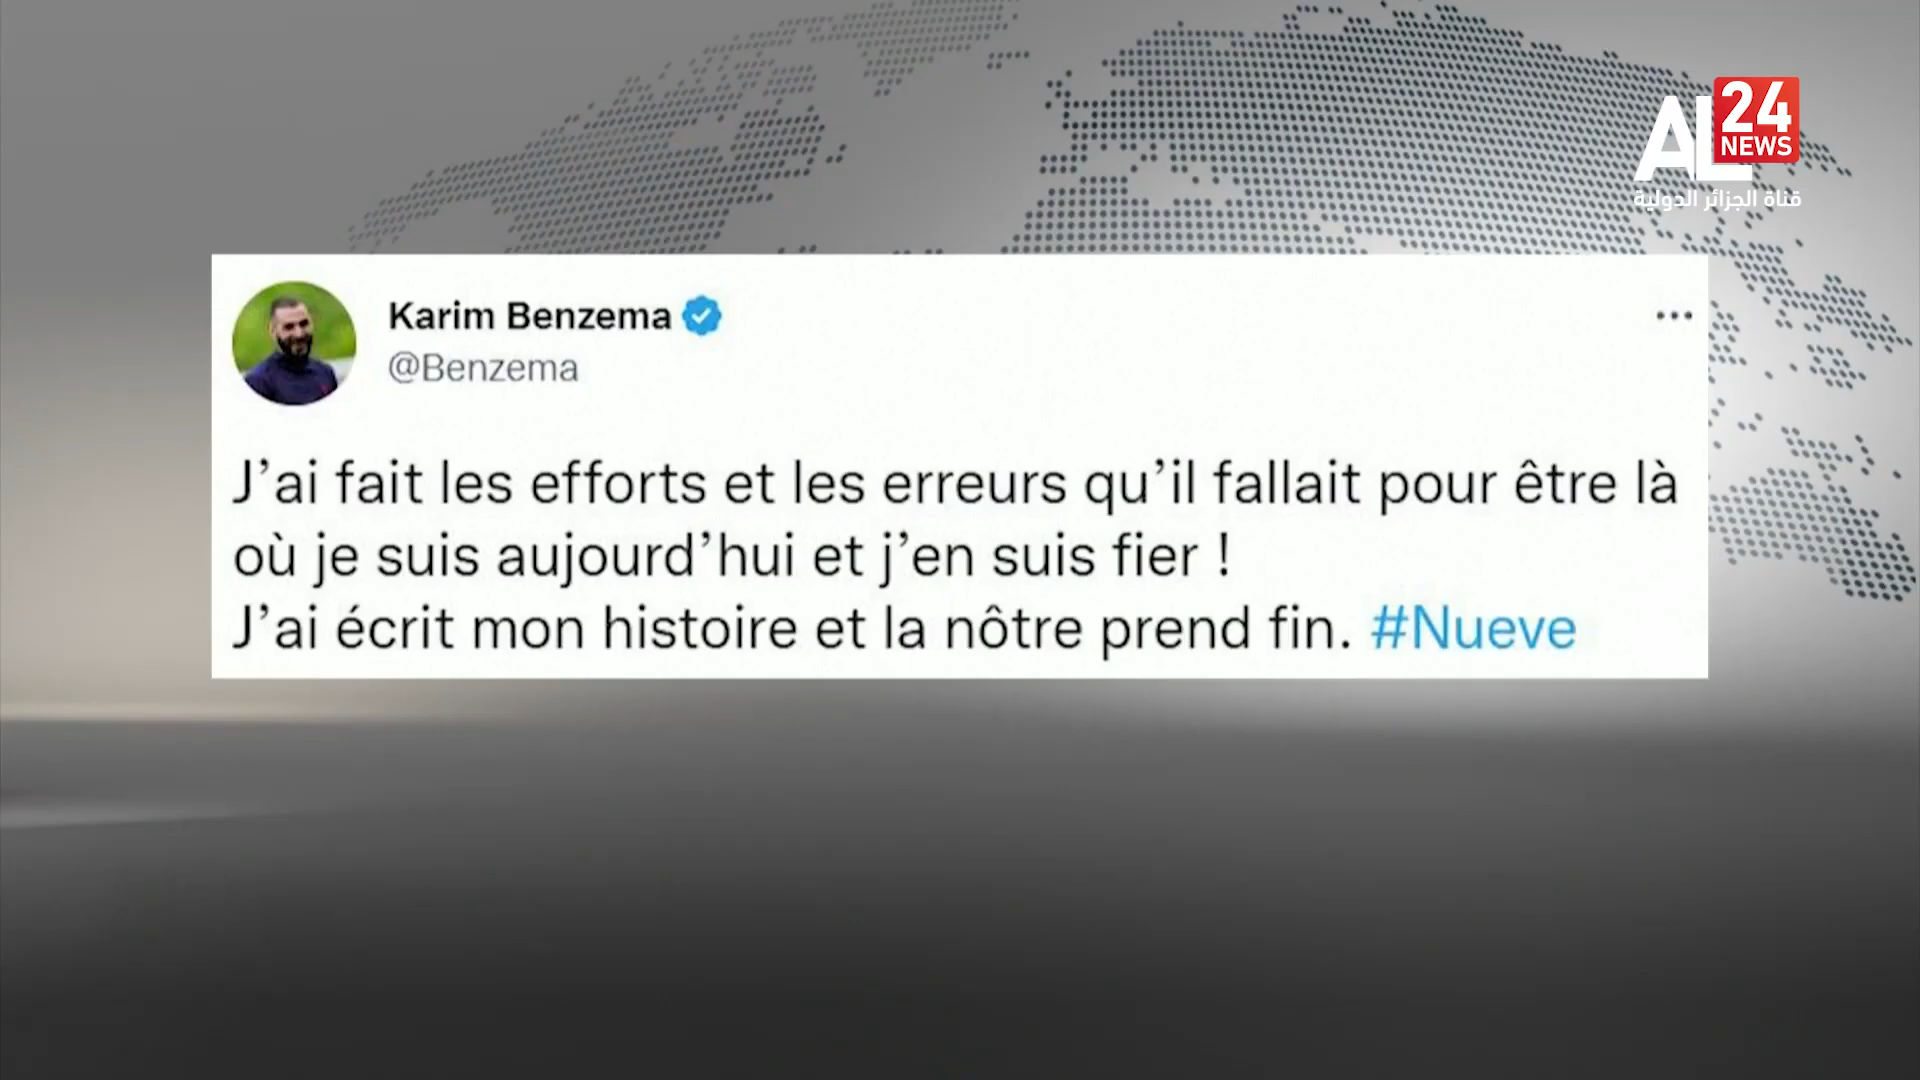 AL
24
NEWS
قناة الجزائر الدولية
Karim Benzema
@Benzema
J’ai fait les efforts et les erreurs qu’il fallait pour être là
où je suis aujourd’hui et j’en suis fier !
J’ai écrit mon histoire et la nôtre prend fin. #Nueve